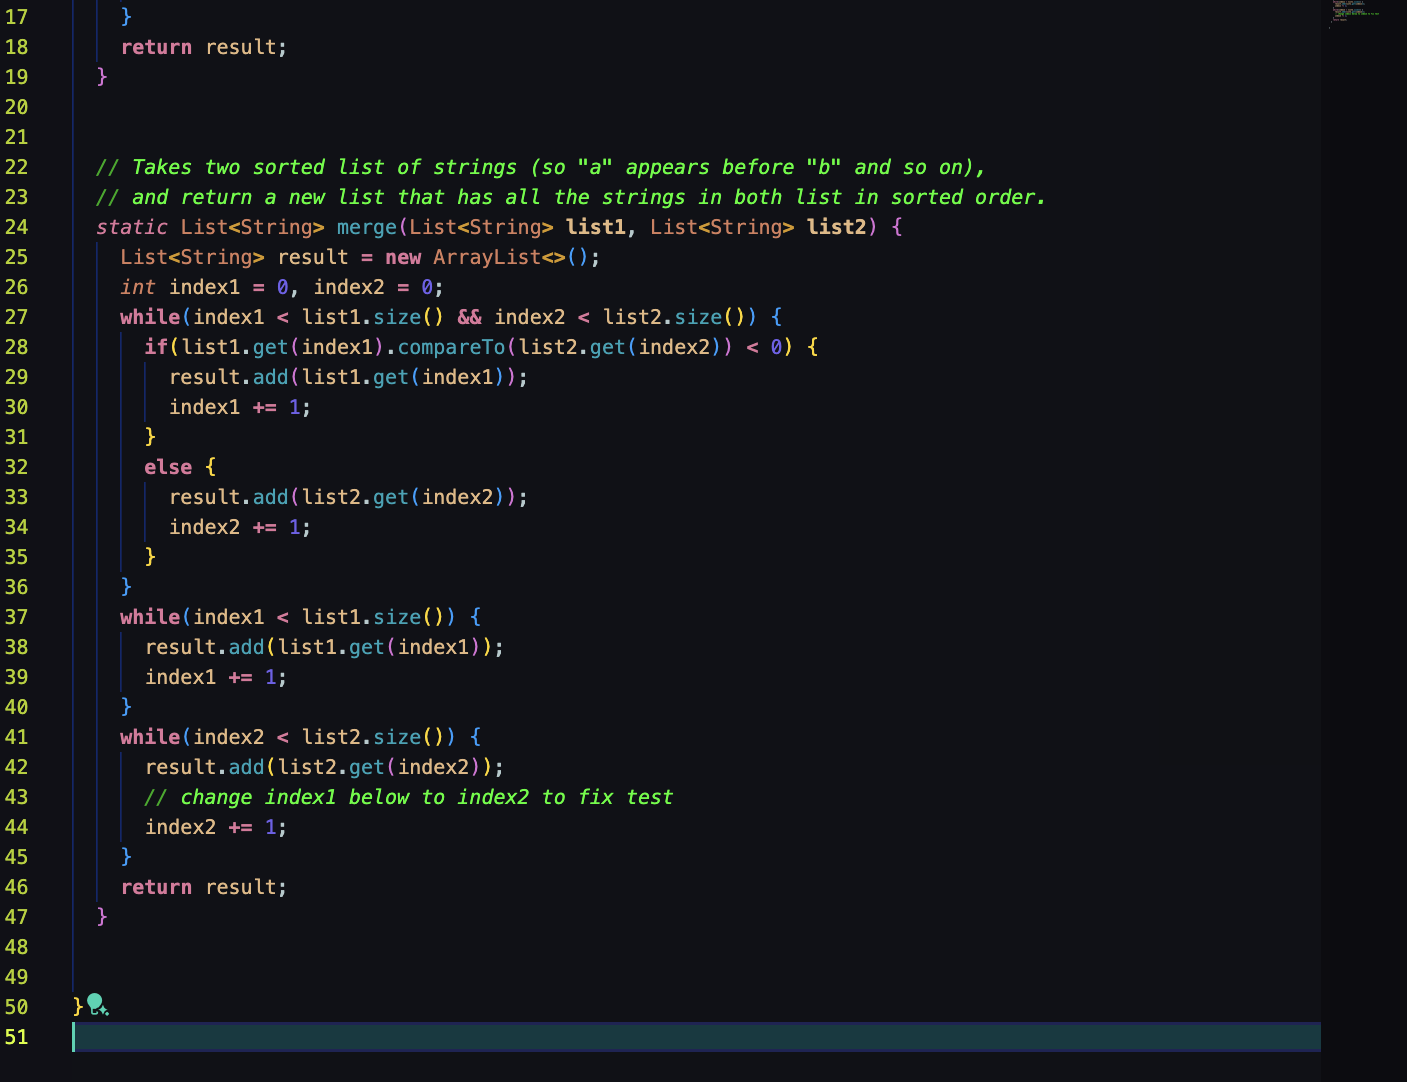 17 }
18 return result;
19 }
20
21
22 // Takes two sorted list of strings (so "a" appears before "b" and so on),
23 // and return a new list that has all the strings in both list in sorted order.
24 static List<String> merge(List<String> list1, List<String> list2) {
25 List<String> result = new ArrayList<>();
26 int index1 = 0, index2 = 0;
27 while(index1 < list1.size() && index2 < list2.size()) {
28 if(list1.get(index1).compareTo(list2.get(index2)) < 0) {
29 result.add(list1.get(index1));
30 index1 += 1;
31 }
32 else {
33 result.add(list2.get(index2));
34 index2 += 1;
35 }
36 }
37 while(index1 < list1.size()) {
38 result.add(list1.get(index1));
39 index1 += 1;
40 }
41 while(index2 < list2.size()) {
42 result.add(list2.get(index2));
43 // change index1 below to index2 to fix test
44 index2 += 1;
45 }
46 return result;
47 }
48
49
50 }
51